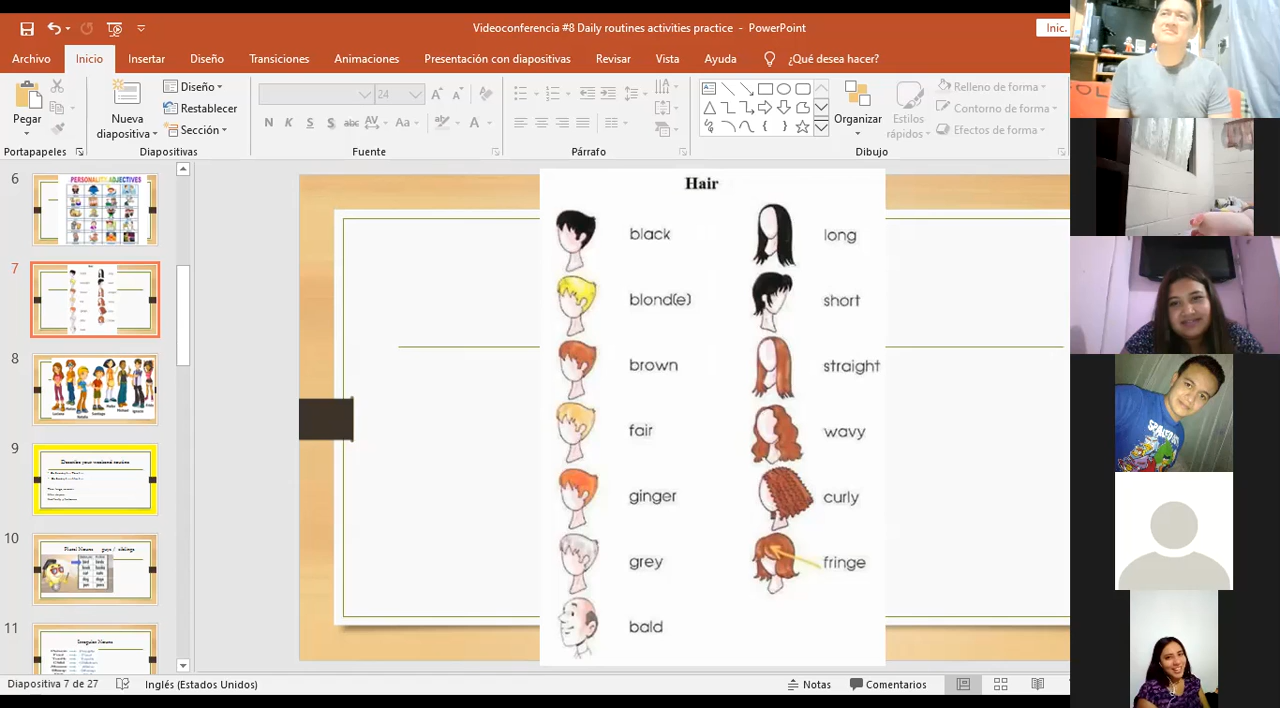 Videoconferencia #8 Daily routines activities practice - PowerPoint
Inic.
Archivo Inicio Insertar Diseño Transiciones Animaciones Presentación con diapositivas Revisar Vista Ayuda ¿Qué desea hacer?
Pegar
Nueva diapositiva
Diseño
Restablecer
Sección
24
N K S S abc AV Aa
A
Organizar
Estilos rápidos
Relleno de forma
Contorno de forma
Efectos de forma
Portapapeles Diapositivas Fuente Párrafo Dibujo
6
PERSONALITY ADJECTIVES
7
8
9
Describe your weekend routine
10
Plural Nouns guys / siblings
11
Irregular Nouns
Hair
black long
blond(e) short
brown straight
fair wavy
ginger curly
grey fringe
bald
Diapositiva 7 de 27 Inglés (Estados Unidos) Notas Comentarios